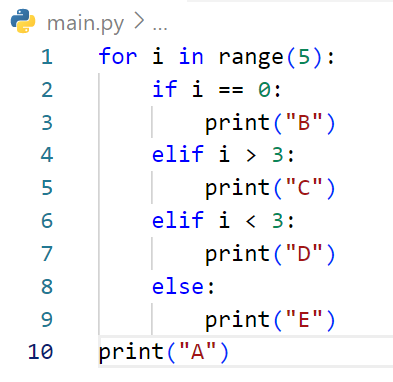 main.py > ...
1 for i in range(5):
2     if i == 0:
3         print("B")
4     elif i > 3:
5         print("C")
6     elif i < 3:
7         print("D")
8     else:
9         print("E")
10 print("A")